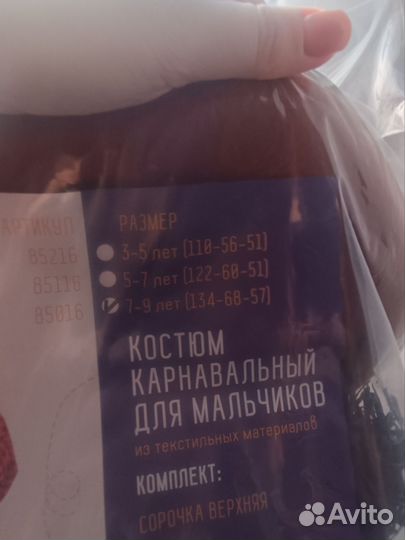 АРТИКУЛ РАЗМЕР
85216 3-5 лет (110-56-51)
85116 5-7 лет (122-60-51)
85016 7-9 лет (134-68-57)
КОСТЮМ
КАРНАВАЛЬНЫЙ
ДЛЯ МАЛЬЧИКОВ
из текстильных материалов
КОМПЛЕКТ:
СОРОЧКА ВЕРХНЯЯ
Avito